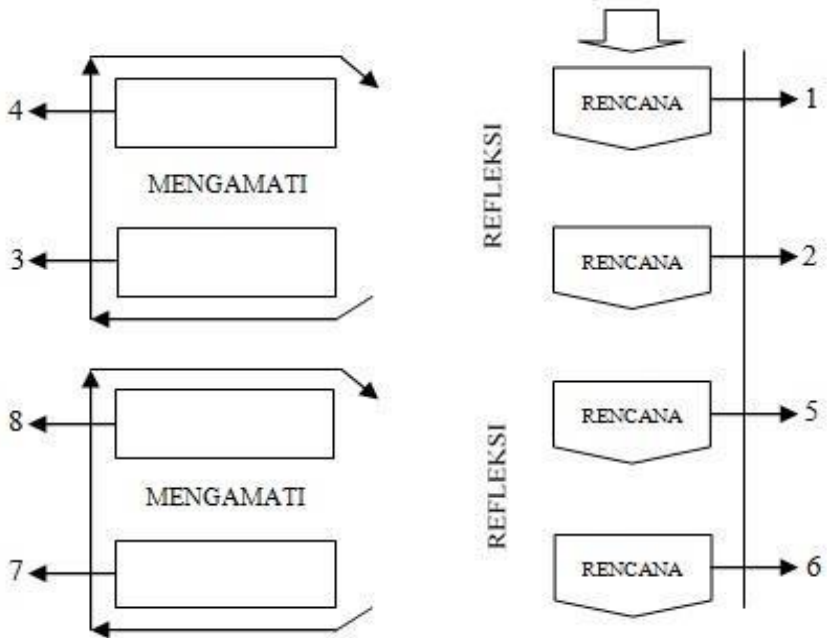 4
RENCANA
1
MENGAMATI
REFLEKSI
3
RENCANA
2
8
RENCANA
5
MENGAMATI
REFLEKSI
7
RENCANA
6